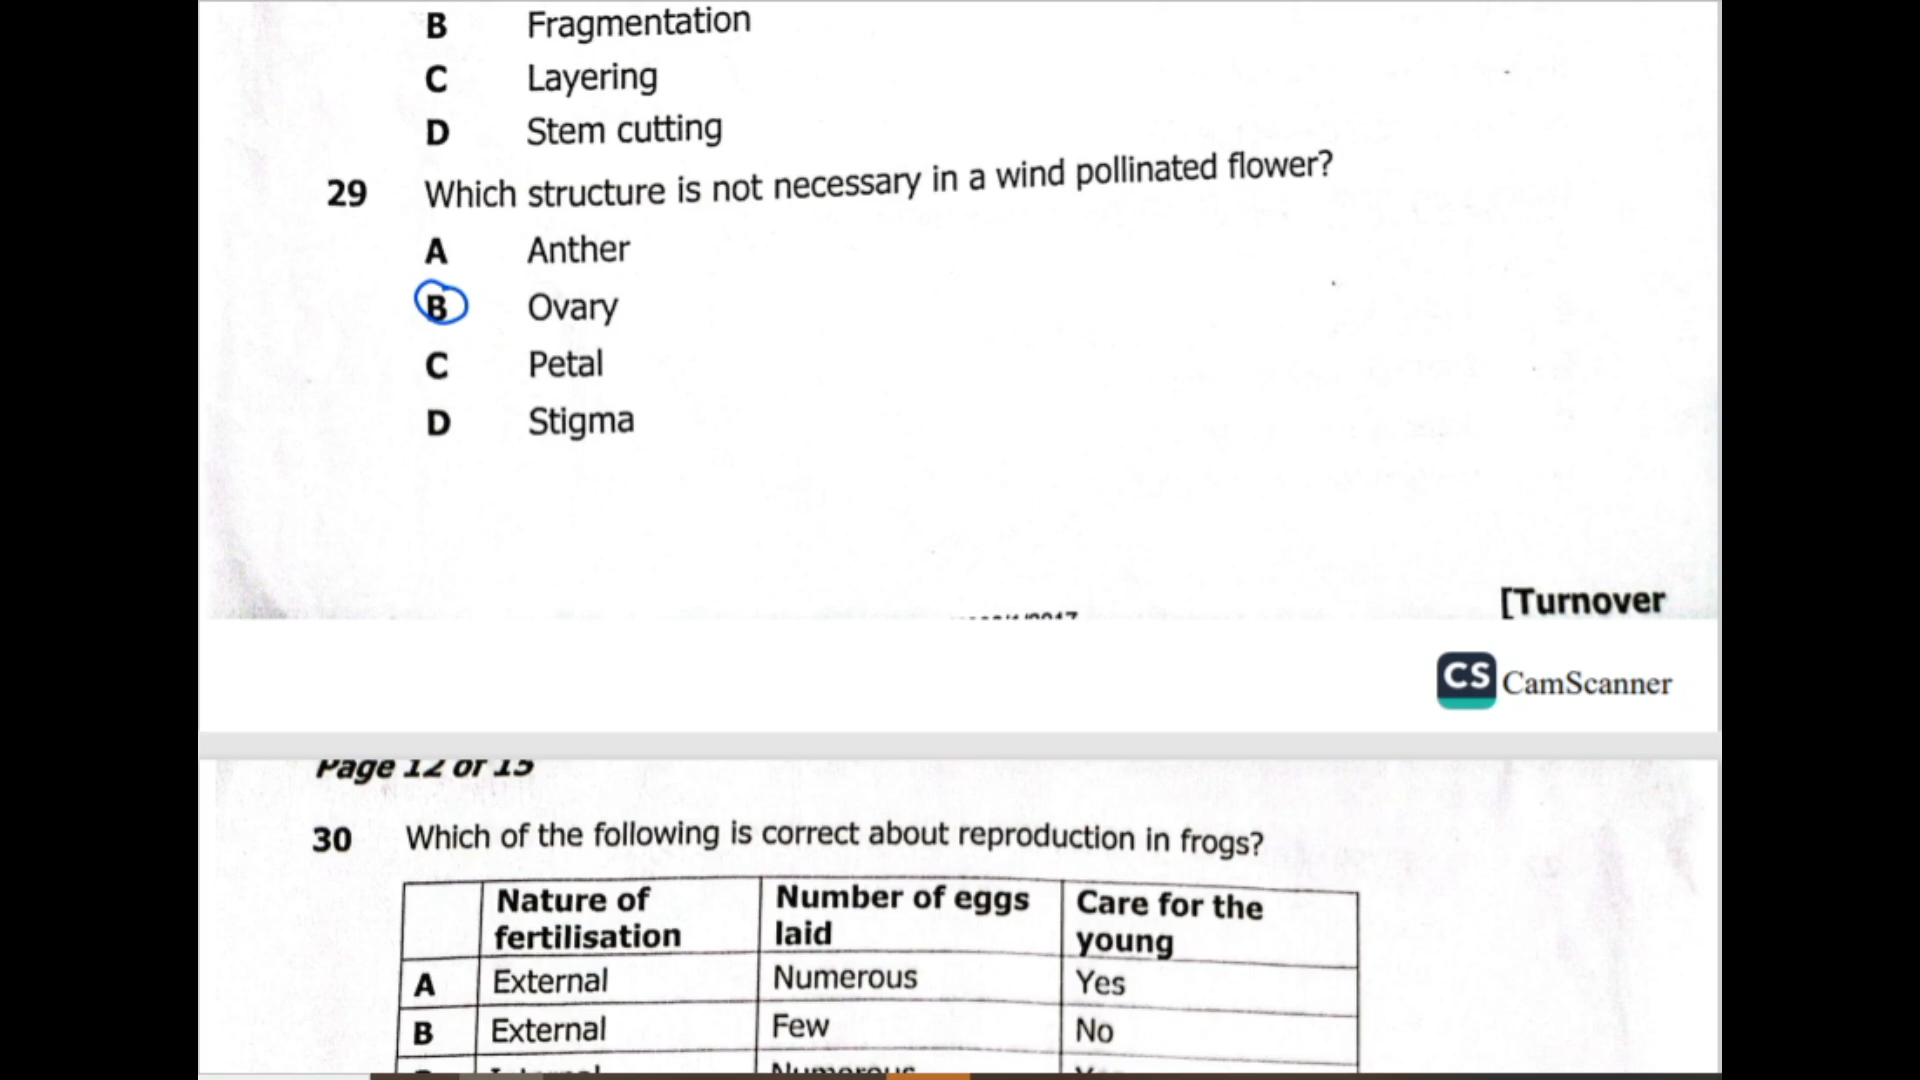 B Fragmentation
C Layering
D Stem cutting
29 Which structure is not necessary in a wind pollinated flower?
A Anther
B Ovary
C Petal
D Stigma
[Turnover
CS CamScanner
Page 12 of 15
30 Which of the following is correct about reproduction in frogs?
Nature of fertilisation Number of eggs laid Care for the young
A External Numerous Yes
B External Few No
Numerous